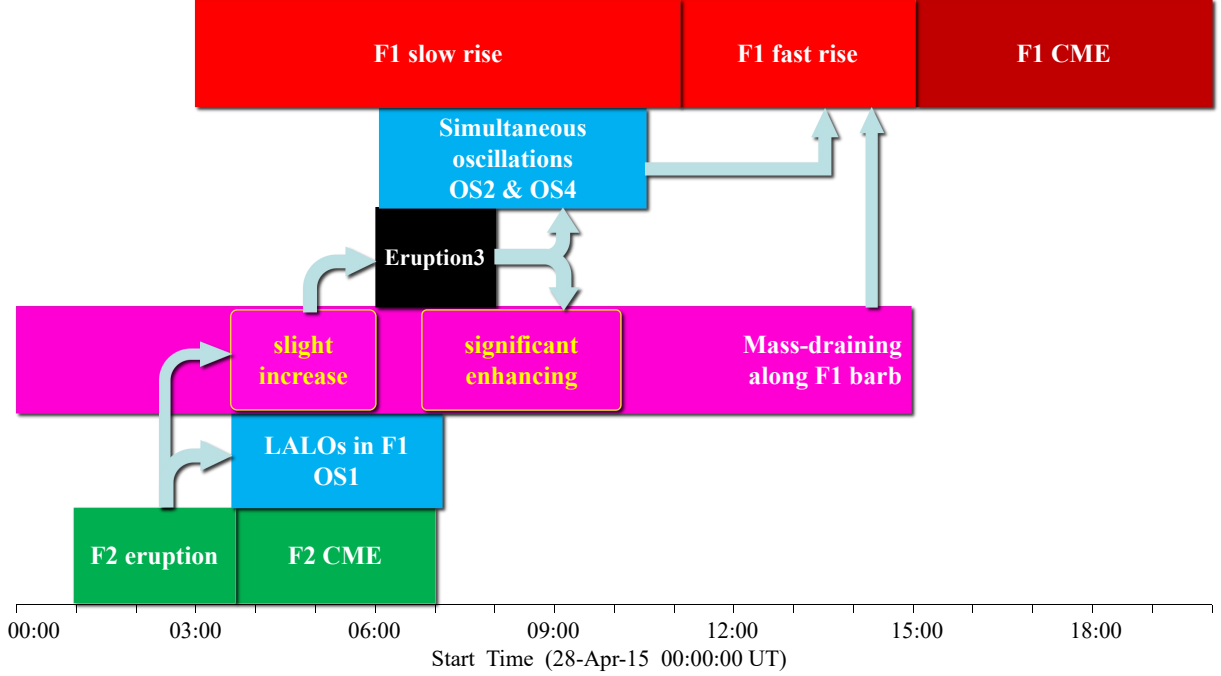 F1 slow rise
F1 fast rise
F1 CME
Simultaneous
oscillations
OS2 & OS4
Eruption3
slight
increase
significant
enhancing
Mass-draining
along F1 barb
LALOs in F1
OS1
F2 eruption
F2 CME
00:00 03:00 06:00 09:00 12:00 15:00 18:00
Start Time (28-Apr-15 00:00:00 UT)